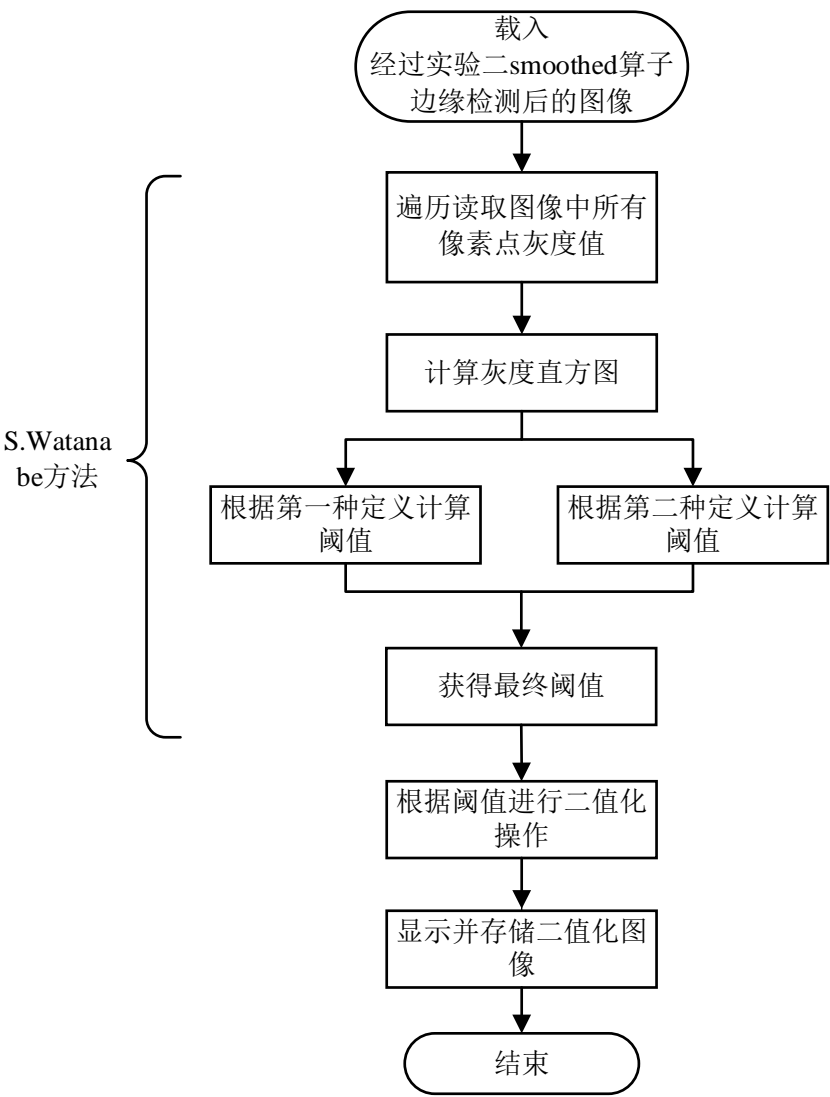 载入
经过实验二smoothed算子
边缘检测后的图像
遍历读取图像中所有
像素点灰度值
计算灰度直方图
S.Watana
be方法
根据第一种定义计算
阈值
根据第二种定义计算
阈值
获得最终阈值
根据阈值进行二值化
操作
显示并存储二值化图
像
结束